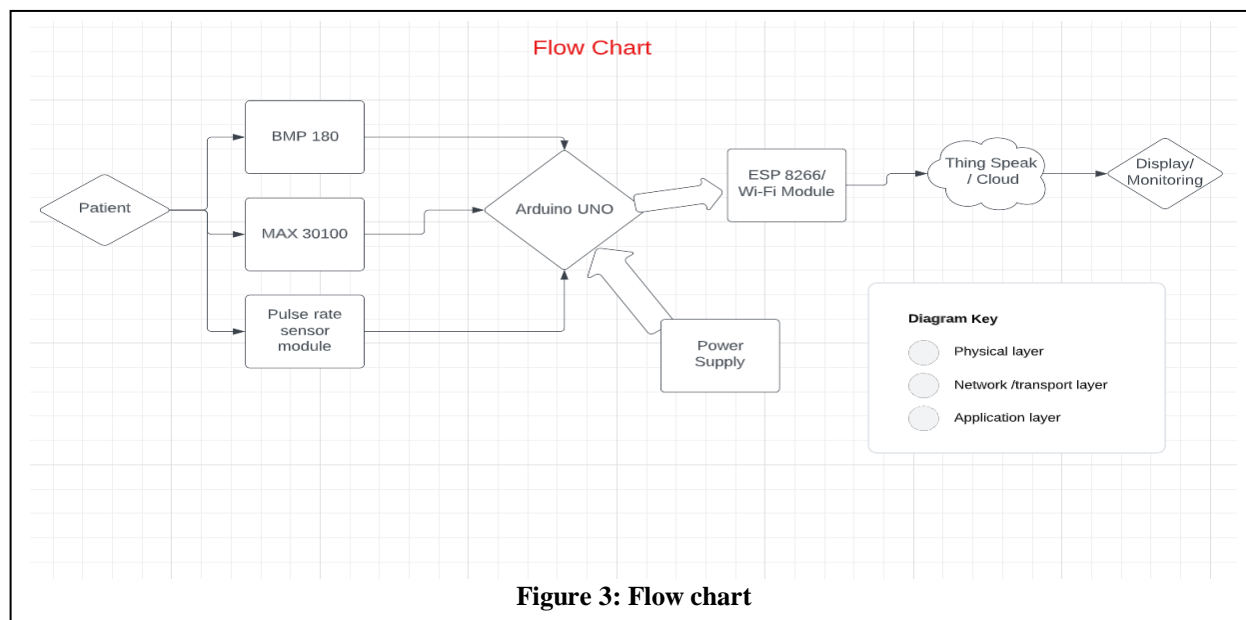 Flow Chart
BMP 180
Patient
MAX 30100
Pulse rate
sensor
module
Arduino UNO
Power
Supply
ESP 8266/
Wi-Fi Module
Thing Speak
/ Cloud
Display/
Monitoring
Diagram Key
Physical layer
Network /transport layer
Application layer
Figure 3: Flow chart